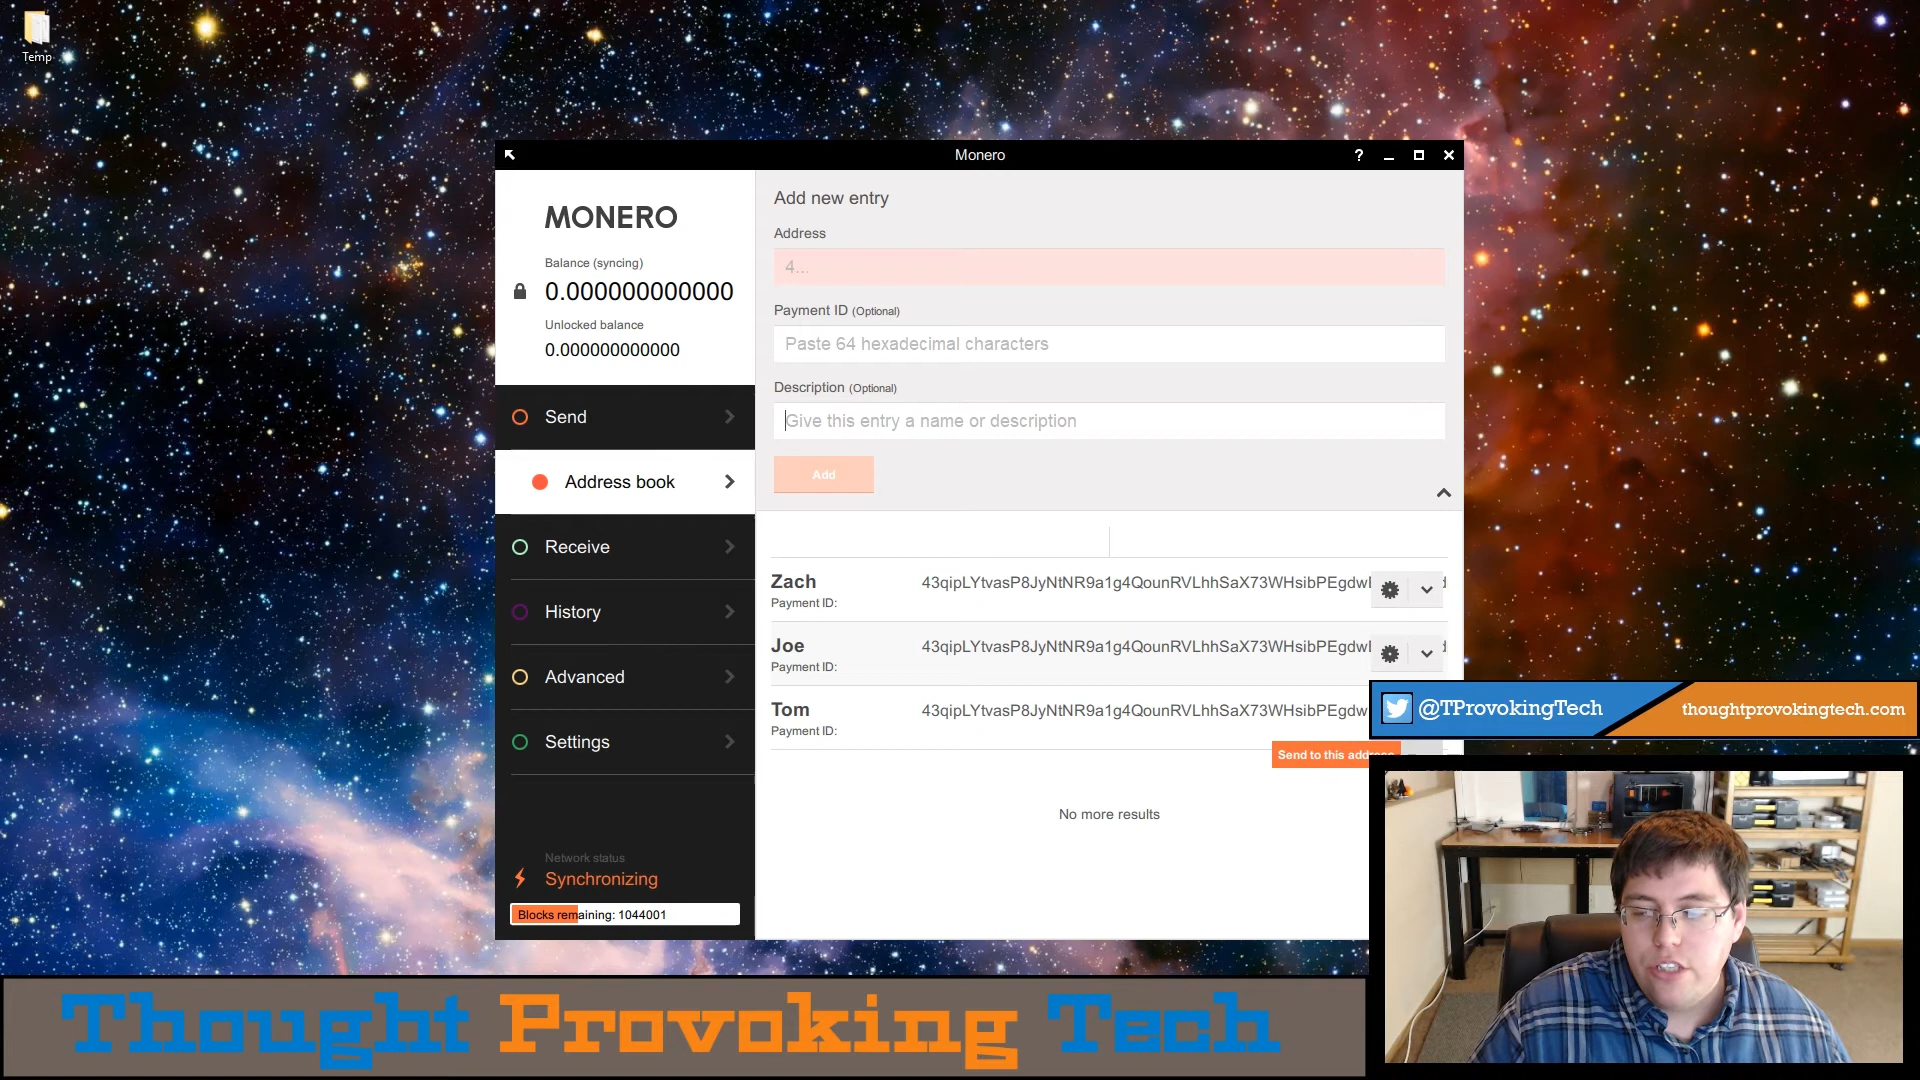 Temp
Monero
?
MONERO
Balance (syncing)
0.000000000000
Unlocked balance
0.000000000000
Send
Address book
Receive
History
Advanced
Settings
Network status
Synchronizing
Blocks remaining: 1044001
Add new entry
Address
4...
Payment ID (Optional)
Paste 64 hexadecimal characters
Description (Optional)
Give this entry a name or description
Add
Zach 43qipLYtvasP8JyNtNR9a1g4QounRVLhhSaX73WHsibPEgdwL
Payment ID:
Joe 43qipLYtvasP8JyNtNR9a1g4QounRVLhhSaX73WHsibPEgdwL
Payment ID:
Tom 43qipLYtvasP8JyNtNR9a1g4QounRVLhhSaX73WHsibPEgdw
Payment ID:
Send to this address
No more results
@TProvokingTech
thoughtprovokingtech.com
Thought Provoking Tech